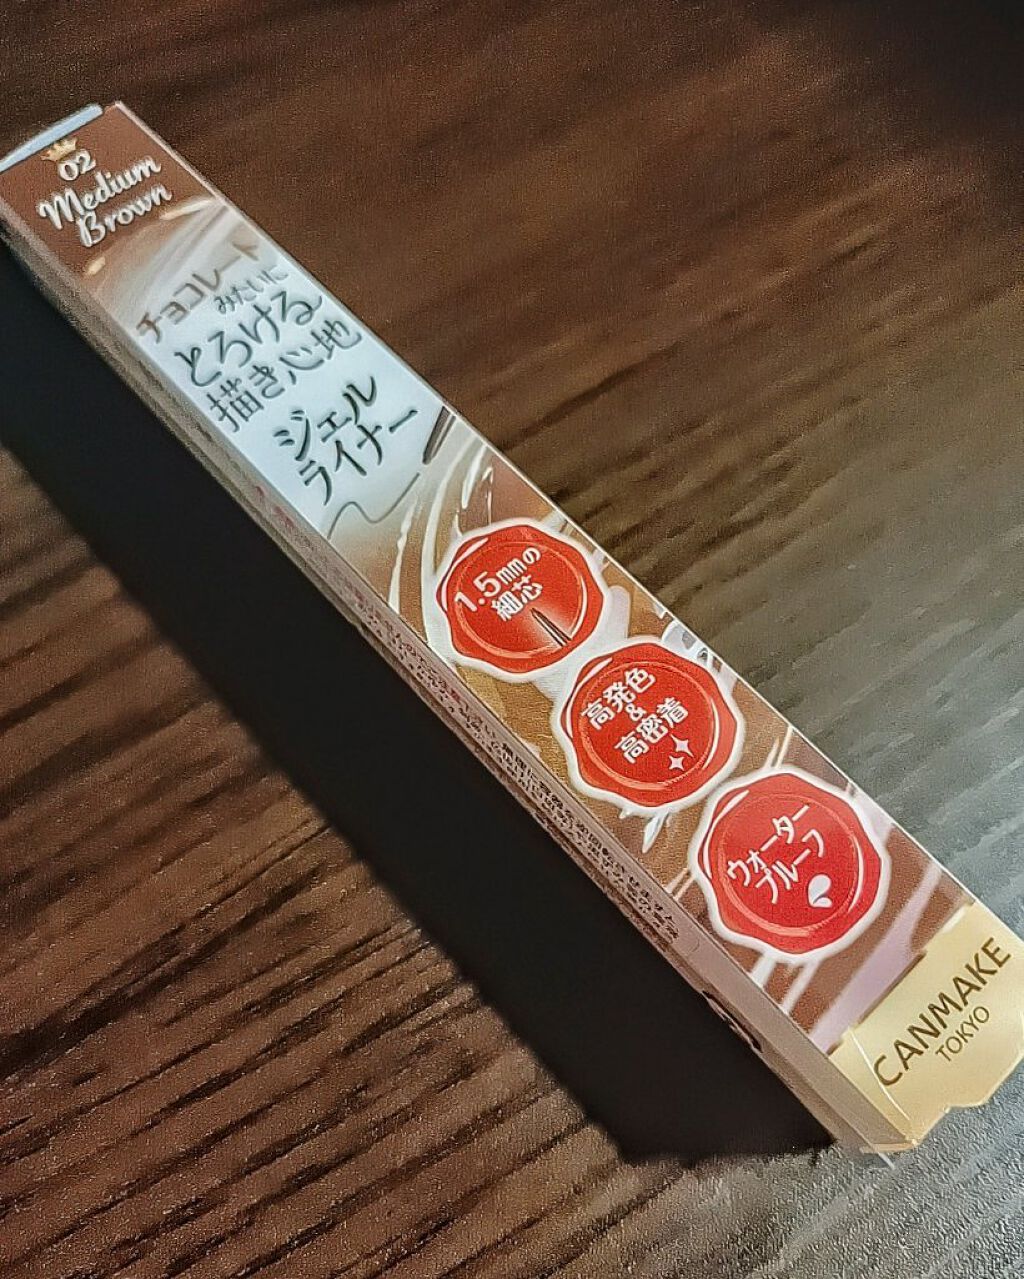 02
Medium
Brown
チョコレート
みたいに
とろける
描き心地
ジェル
ライナー
1.5mmの
細芯
高発色
&
高密着
ウォーター
プルーフ
CANMAKE
TOKYO